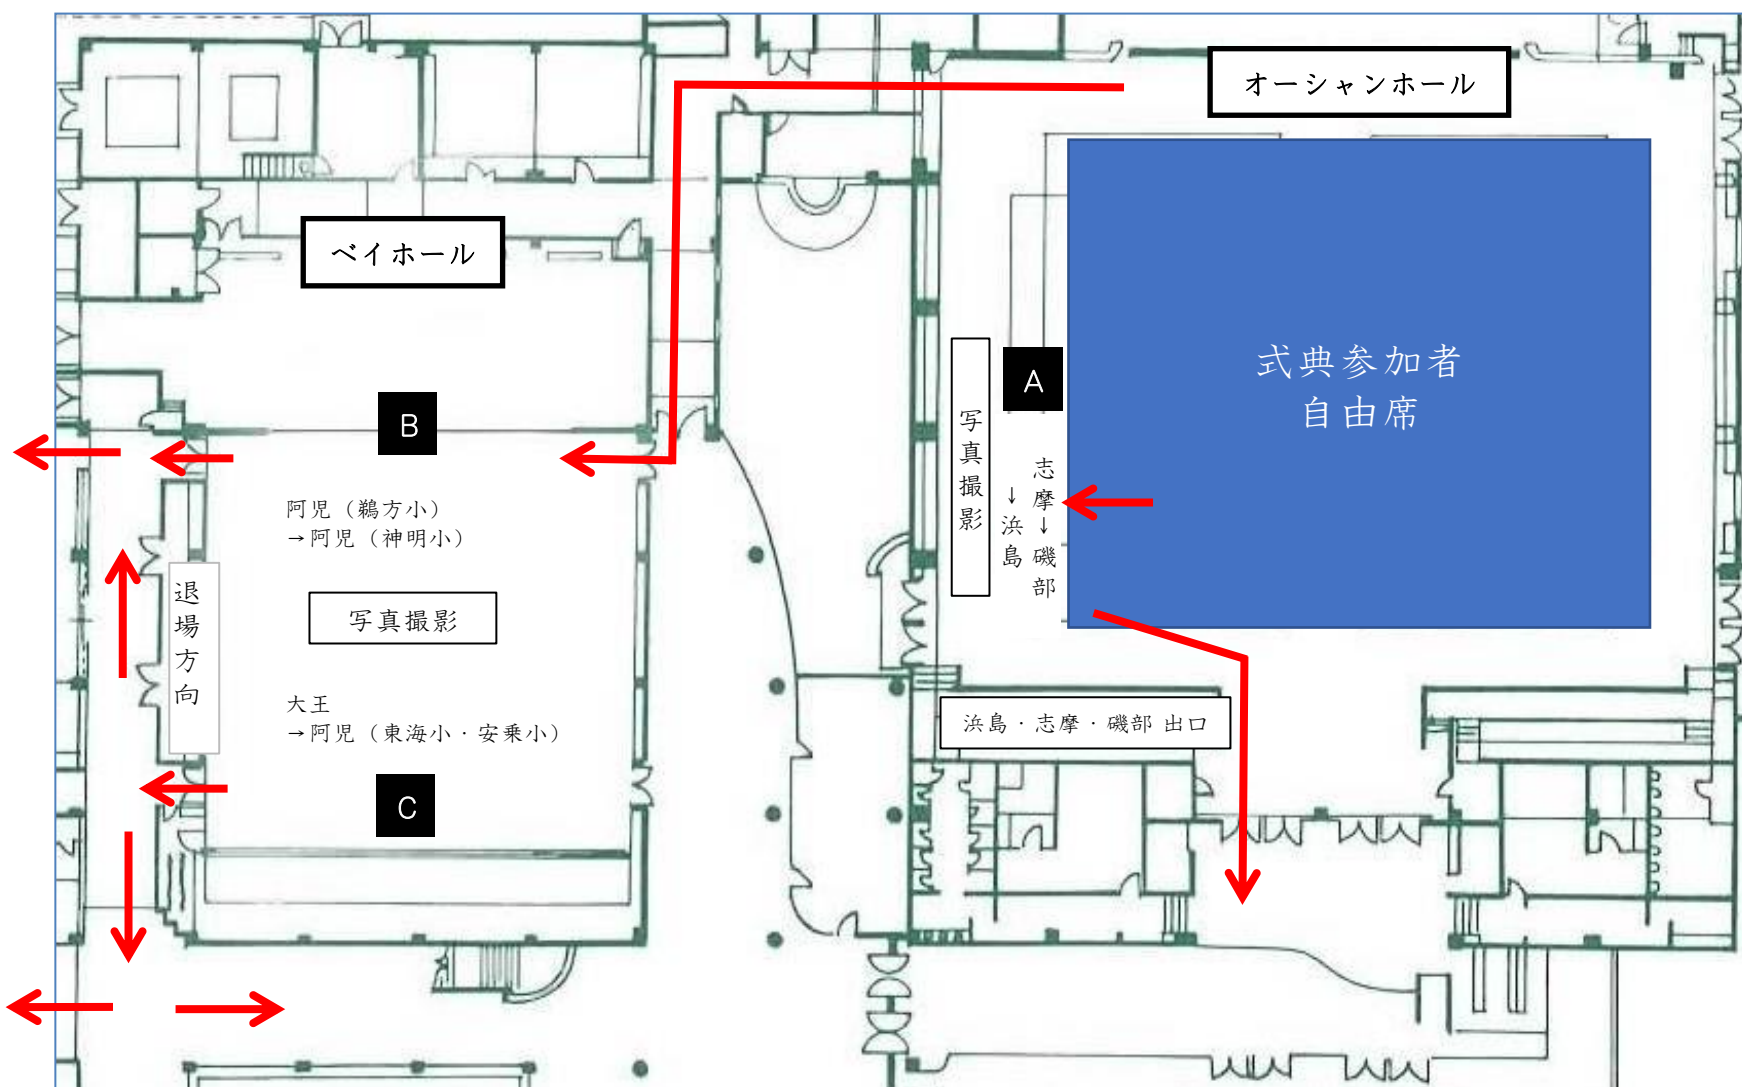 オーシャンホール
ベイホール
式典参加者
自由席
A
写真撮影
志摩→磯部
→浜島
B
阿児（鵜方小）
→阿児（神明小）
退場方向
写真撮影
大王
→阿児（東海小・安乗小）
C
浜島・志摩・磯部 出口